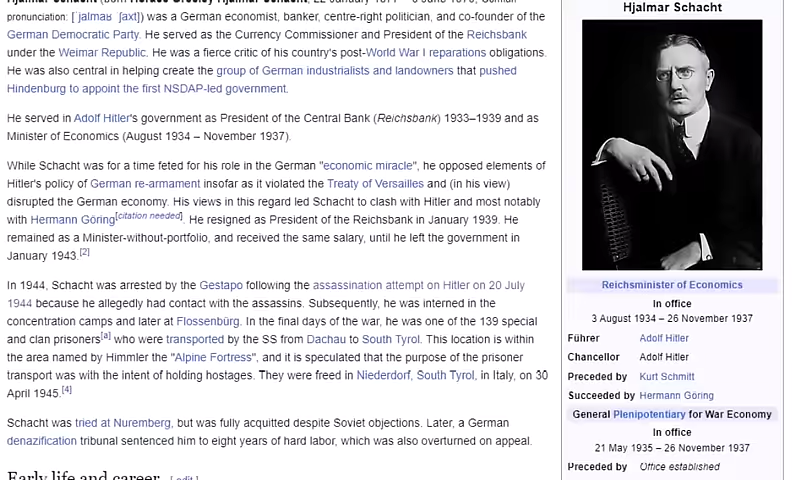 pronunciation: [ˈjalmaʁ ˈʃaxt]) was a German economist, banker, centre-right politician, and co-founder of the
German Democratic Party. He served as the Currency Commissioner and President of the Reichsbank
under the Weimar Republic. He was a fierce critic of his country's post-World War I reparations obligations.
He was also central in helping create the group of German industrialists and landowners that pushed
Hindenburg to appoint the first NSDAP-led government.
He served in Adolf Hitler's government as President of the Central Bank (Reichsbank) 1933–1939 and as
Minister of Economics (August 1934 – November 1937).
While Schacht was for a time feted for his role in the German "economic miracle", he opposed elements of
Hitler's policy of German re-armament insofar as it violated the Treaty of Versailles and (in his view)
disrupted the German economy. His views in this regard led Schacht to clash with Hitler and most notably
with Hermann Göring[citation needed]. He resigned as President of the Reichsbank in January 1939. He
remained as a Minister-without-portfolio, and received the same salary, until he left the government in
January 1943.[2]
In 1944, Schacht was arrested by the Gestapo following the assassination attempt on Hitler on 20 July
1944 because he allegedly had contact with the assassins. Subsequently, he was interned in the
concentration camps and later at Flossenbürg. In the final days of the war, he was one of the 139 special
and clan prisoners[a] who were transported by the SS from Dachau to South Tyrol. This location is within
the area named by Himmler the "Alpine Fortress", and it is speculated that the purpose of the prisoner
transport was with the intent of holding hostages. They were freed in Niederdorf, South Tyrol, in Italy, on 30
April 1945.[4]
Schacht was tried at Nuremberg, but was fully acquitted despite Soviet objections. Later, a German
denazification tribunal sentenced him to eight years of hard labor, which was also overturned on appeal.
Early life and career [ edit ]
Hjalmar Schacht
Reichsminister of Economics
In office
3 August 1934 – 26 November 1937
Führer Adolf Hitler
Chancellor Adolf Hitler
Preceded by Kurt Schmitt
Succeeded by Hermann Göring
General Plenipotentiary for War Economy
In office
21 May 1935 – 26 November 1937
Preceded by Office established